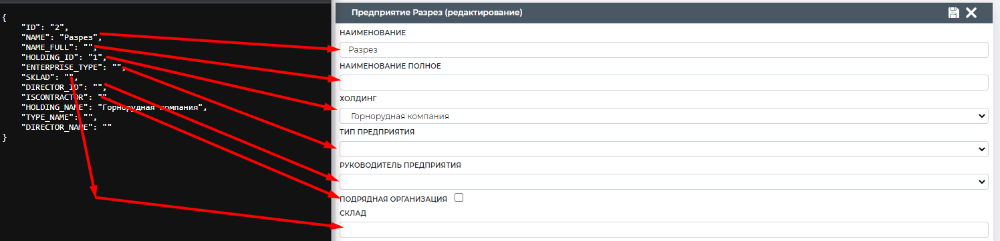 {
"ID": "2",
"NAME": "Разрез",
"NAME_FULL": "",
"HOLDING_ID": "1",
"ENTERPRISE_TYPE": "",
"SKLAD": "",
"DIRECTOR_ID": "",
"ISCONTRACTOR": "",
"HOLDING_NAME": "Горнорудная компания",
"TYPE_NAME": "",
"DIRECTOR_NAME": ""
}
Предприятие Разрез (редактирование)
НАИМЕНОВАНИЕ
Разрез
НАИМЕНОВАНИЕ ПОЛНОЕ
ХОЛДИНГ
Горнорудная компания
ТИП ПРЕДПРИЯТИЯ
РУКОВОДИТЕЛЬ ПРЕДПРИЯТИЯ
ПОДРЯДНАЯ ОРГАНИЗАЦИЯ
СКЛАД